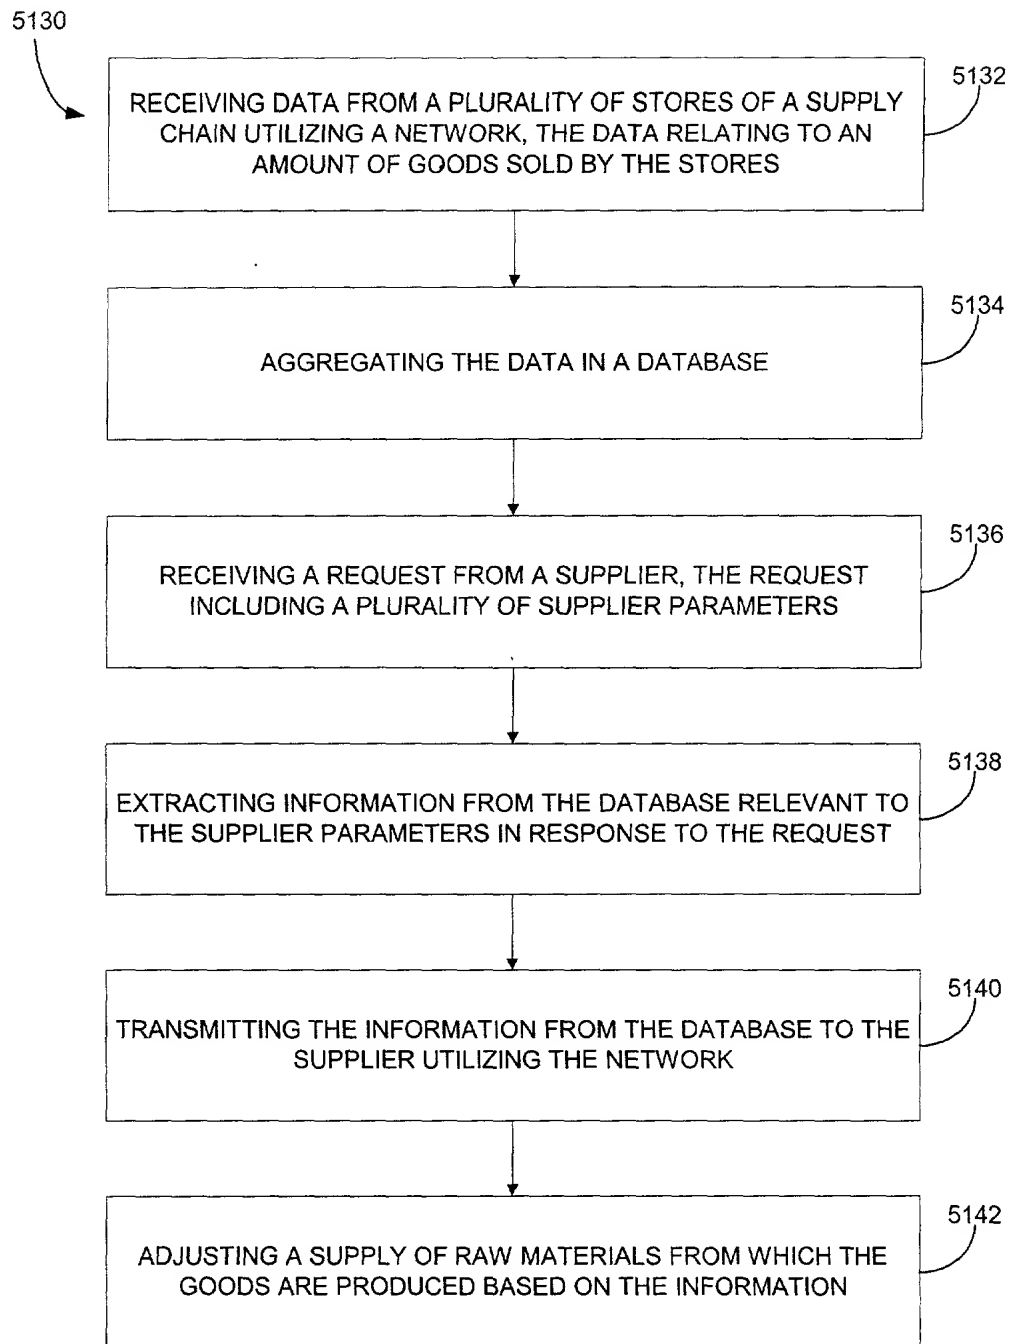 5130
5132
RECEIVING DATA FROM A PLURALITY OF STORES OF A SUPPLY
CHAIN UTILIZING A NETWORK, THE DATA RELATING TO AN
AMOUNT OF GOODS SOLD BY THE STORES
5134
AGGREGATING THE DATA IN A DATABASE
5136
RECEIVING A REQUEST FROM A SUPPLIER, THE REQUEST
INCLUDING A PLURALITY OF SUPPLIER PARAMETERS
5138
EXTRACTING INFORMATION FROM THE DATABASE RELEVANT TO
THE SUPPLIER PARAMETERS IN RESPONSE TO THE REQUEST
5140
TRANSMITTING THE INFORMATION FROM THE DATABASE TO THE
SUPPLIER UTILIZING THE NETWORK
5142
ADJUSTING A SUPPLY OF RAW MATERIALS FROM WHICH THE
GOODS ARE PRODUCED BASED ON THE INFORMATION